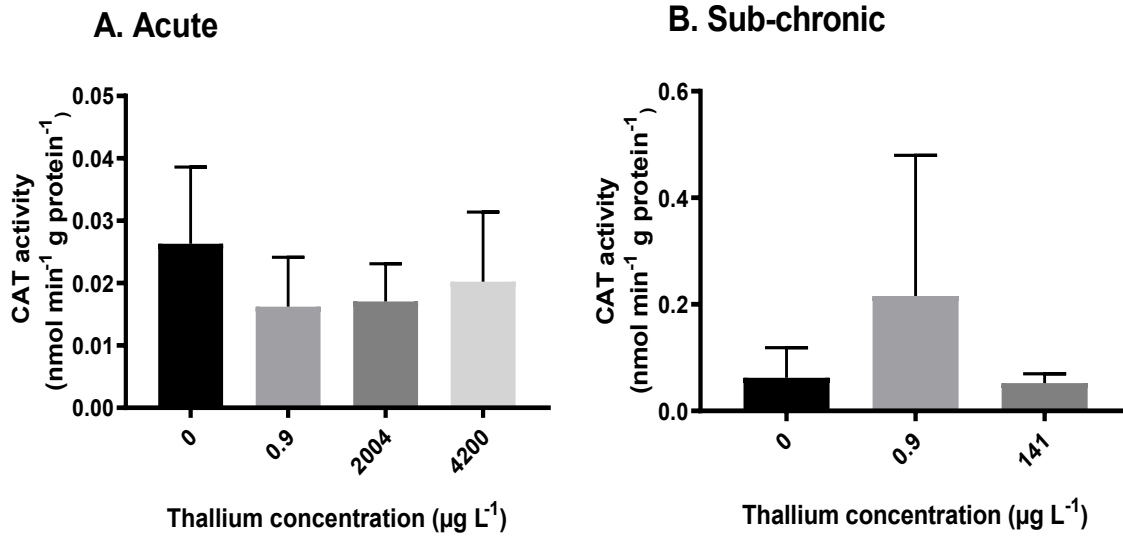 A. Acute
CAT activity
(nmol min⁻¹ g protein⁻¹)
0.05
0.04
0.03
0.02
0.01
0.00
0
0.9
2004
4200
Thallium concentration (µg L⁻¹)
B. Sub-chronic
CAT activity
(nmol min⁻¹ g protein⁻¹)
0.6
0.4
0.2
0.0
0
0.9
141
Thallium concentration (µg L⁻¹)